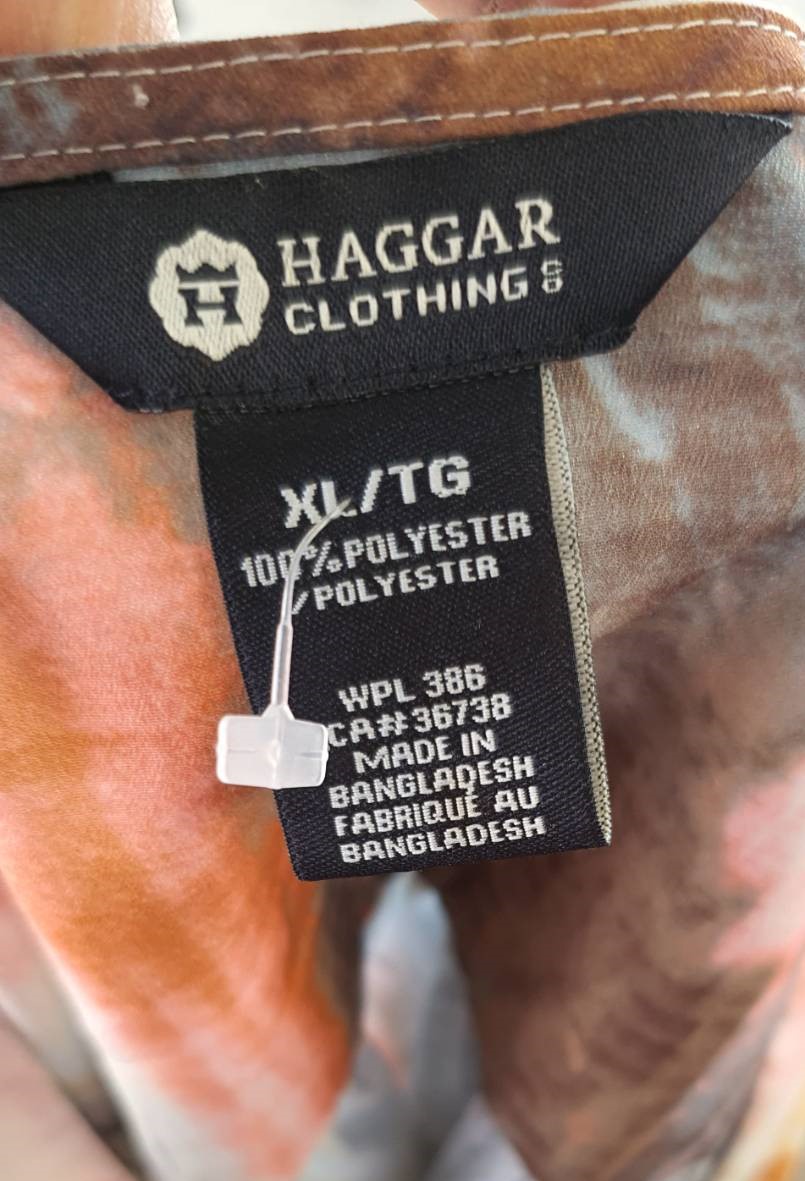 H
HAGGAR
CLOTHING CO
XL/TG
100% POLYESTER
/POLYESTER
WPL 386
CA# 36738
MADE IN
BANGLADESH
FABRIQUÉ AU
BANGLADESH